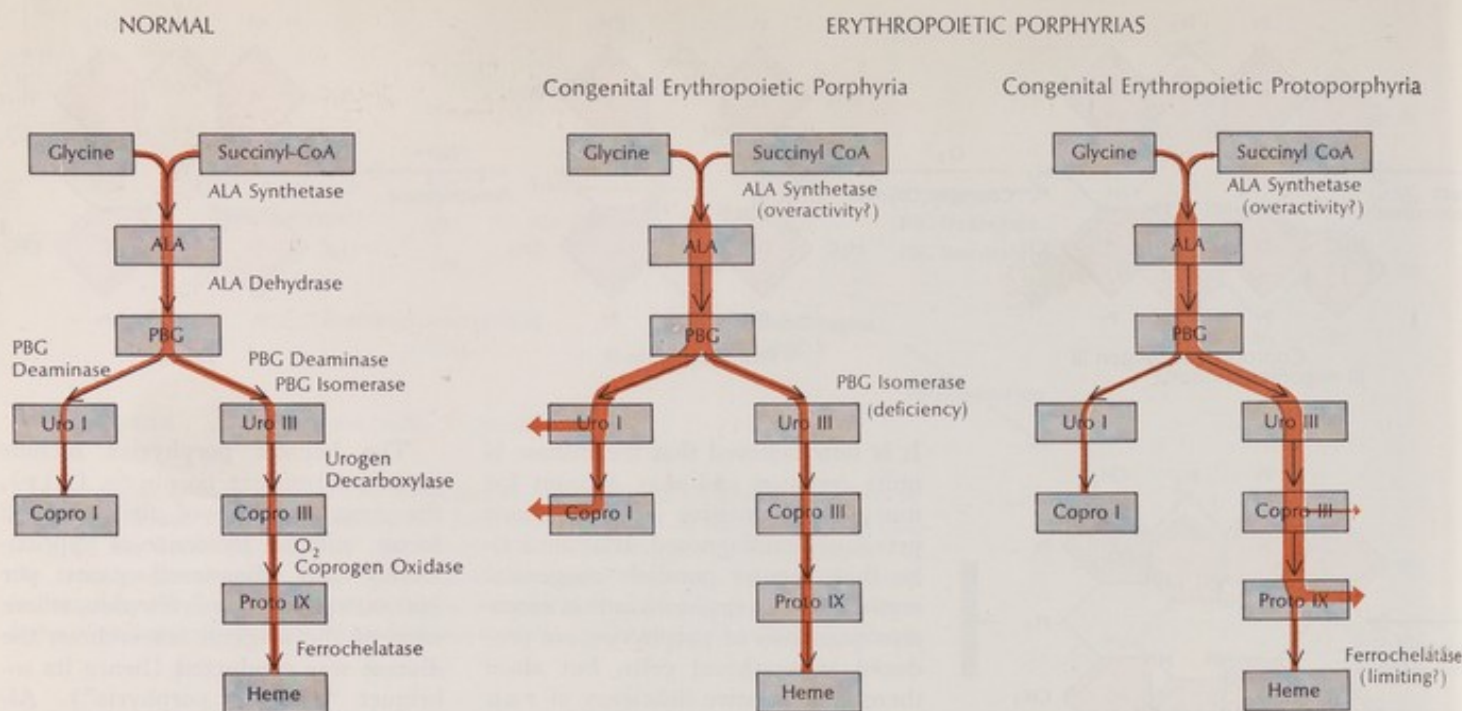 NORMAL
ERYTHROPOIETIC PORPHYRIAS
Congenital Erythropoietic Porphyria
Congenital Erythropoietic Protoporphyria
Glycine
Succinyl-CoA
ALA Synthetase
ALA
ALA Dehydrase
PBG
PBG
Deaminase
PBG Deaminase
PBG Isomerase
Uro I
Uro III
Urogen
Decarboxylase
Copro I
Copro III
O2
Coprogen Oxidase
Proto IX
Ferrochelatase
Heme
Glycine
Succinyl CoA
ALA Synthetase
(overactivity?)
ALA
PBG
PBG Isomerase
(deficiency)
Uro I
Uro III
Copro I
Copro III
Proto IX
Heme
Glycine
Succinyl CoA
ALA Synthetase
(overactivity?)
ALA
PBG
Uro I
Uro III
Copro I
Copro III
Proto IX
Ferrochelatase
(limiting?)
Heme